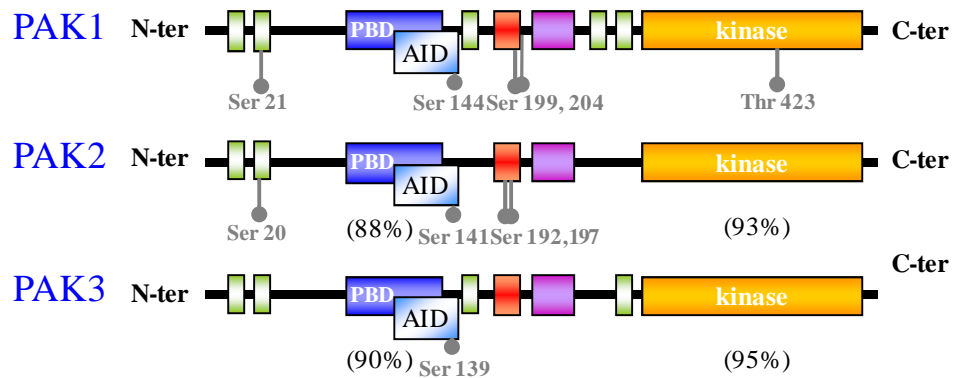 PAK1 N-ter PBD kinase C-ter
AID
Ser 21 Ser 144 Ser 199, 204 Thr 423
PAK2 N-ter PBD kinase C-ter
AID
Ser 20 (88%) Ser 141 Ser 192,197 (93%)
C-ter
PAK3 N-ter PBD kinase
AID
(90%) Ser 139 (95%)